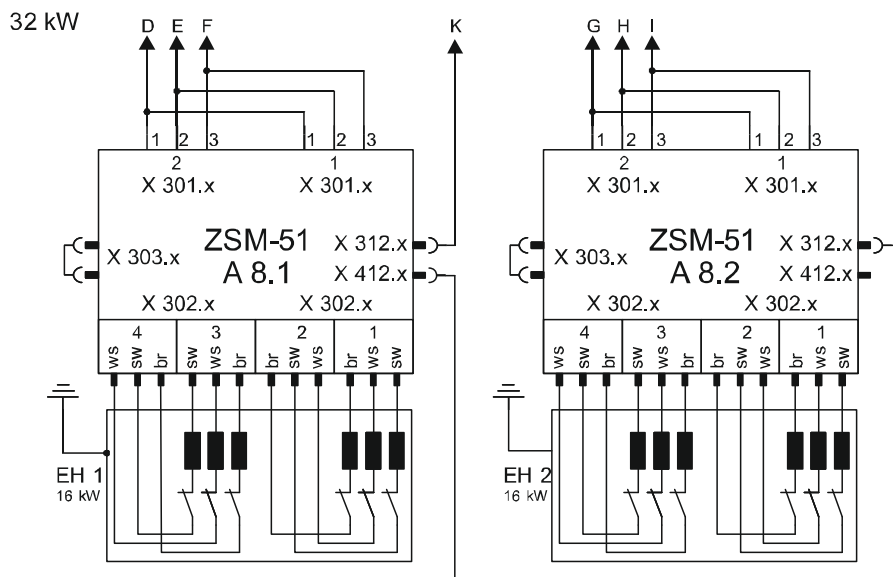 32 kW
D E F K G H I
1 2 3 1 2 3 1 2 3 1 2 3
2 1 2 1
X 301.x X 301.x X 301.x X 301.x
ZSM-51 X 312.x ZSM-51 X 312.x
X 303.x X 303.x
A 8.1 X 412.x A 8.2 X 412.x
X 302.x X 302.x X 302.x X 302.x
4 3 2 1 4 3 2 1
ws sw br sw ws br br sw ws br ws sw ws sw br sw ws br br sw ws br ws sw
EH 1 EH 2
16 kW 16 kW